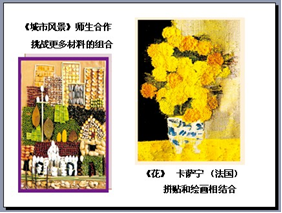 《城市风景》师生合作
挑战更多材料的组合
《花》 卡萨宁 (法国)
拼贴和绘画相结合